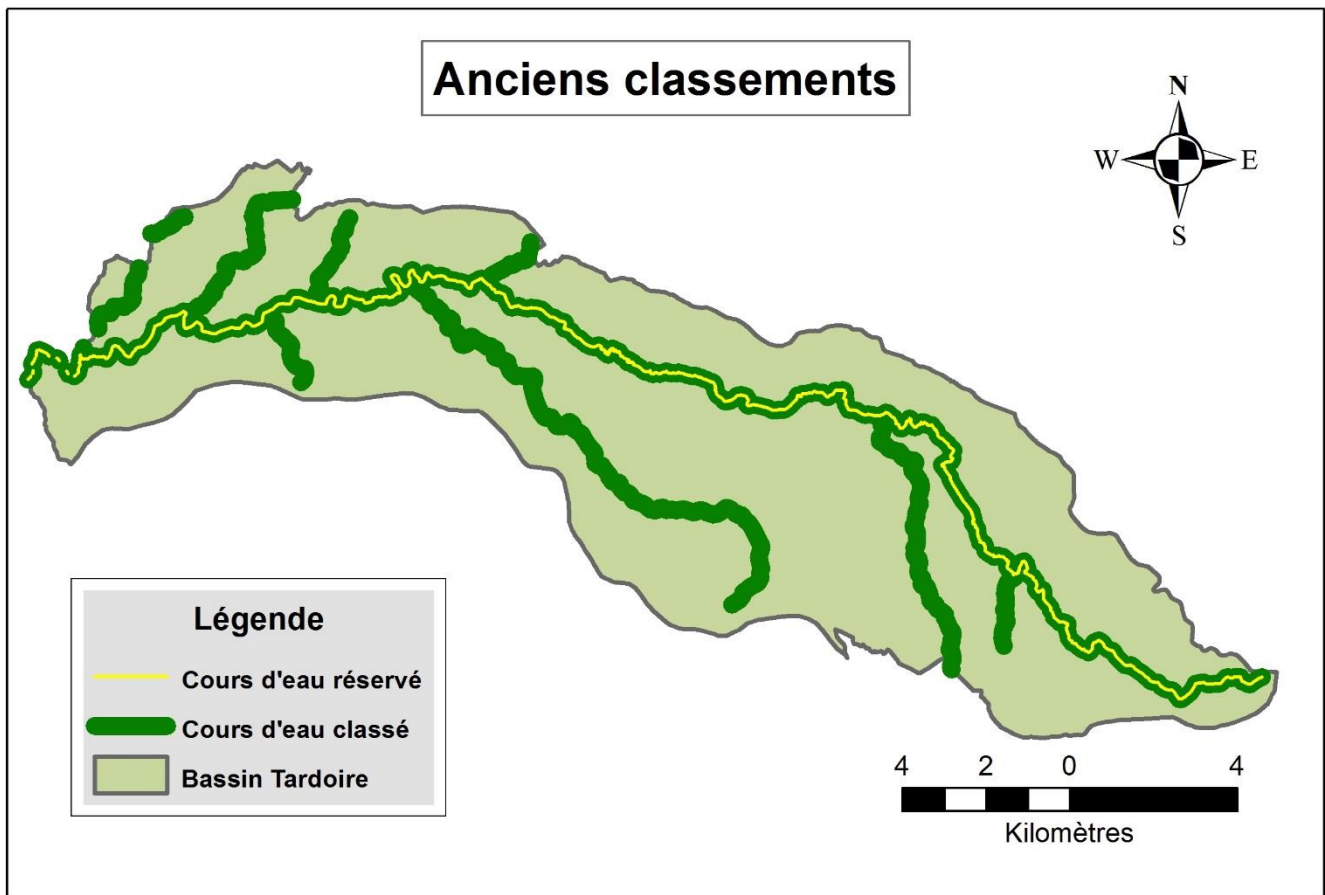 Anciens classements
N
W E
S
Légende
Cours d'eau réservé
Cours d'eau classé
Bassin Tardoire
4 2 0 4
Kilomètres